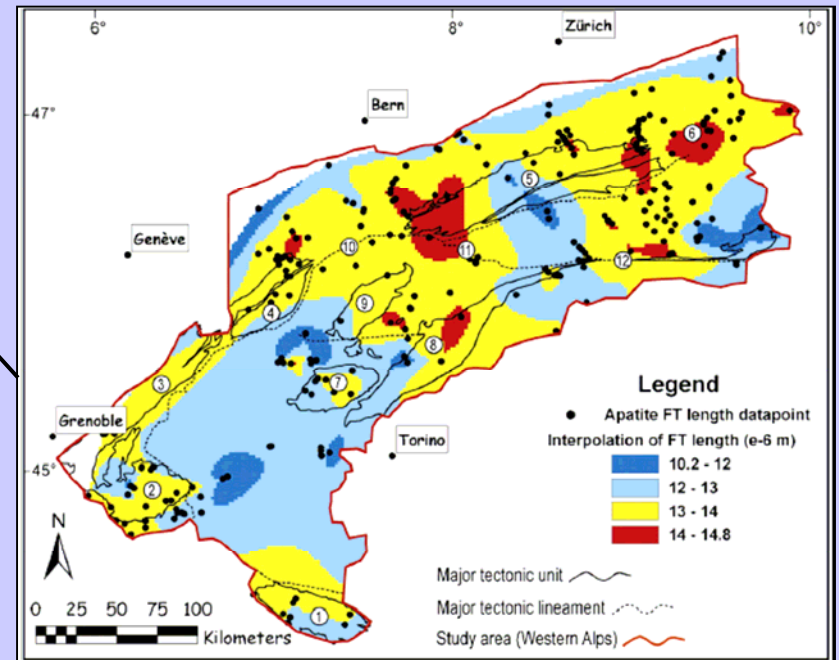 6°
8°
10°
Zürich
47°
Bern
6
5
Genève
10
11
12
9
4
8
3
7
Legend
Apatite FT length datapoint
Grenoble
Interpolation of FT length (e-6 m)
Torino
10.2 - 12
45°
12 - 13
2
13 - 14
14 - 14.8
N
Major tectonic unit
0 25 50 75 100
Major tectonic lineament
1
Kilometers
Study area (Western Alps)